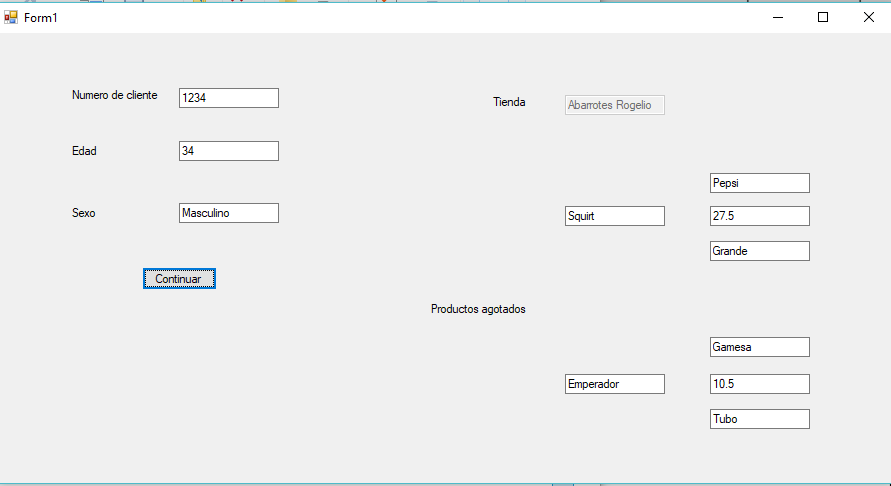 Form1
Numero de cliente
1234
Edad
34
Sexo
Masculino
Continuar
Tienda
Abarrotes Rogelio
Pepsi
Squirt
27.5
Grande
Productos agotados
Gamesa
Emperador
10.5
Tubo